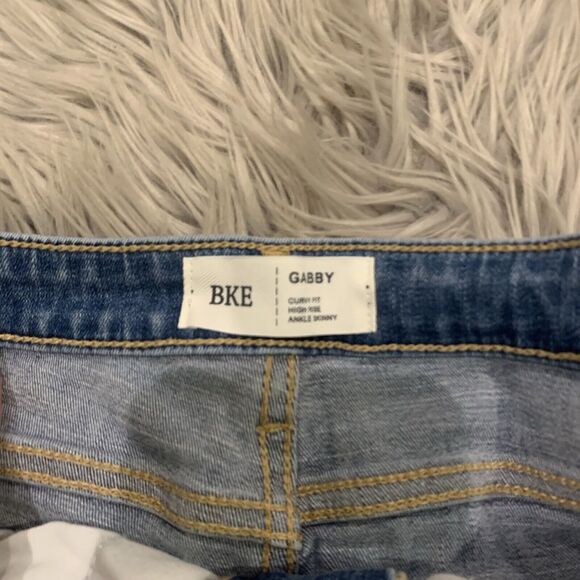 BKE
GABBY
CURVY FIT
HIGH RISE
ANKLE SKINNY